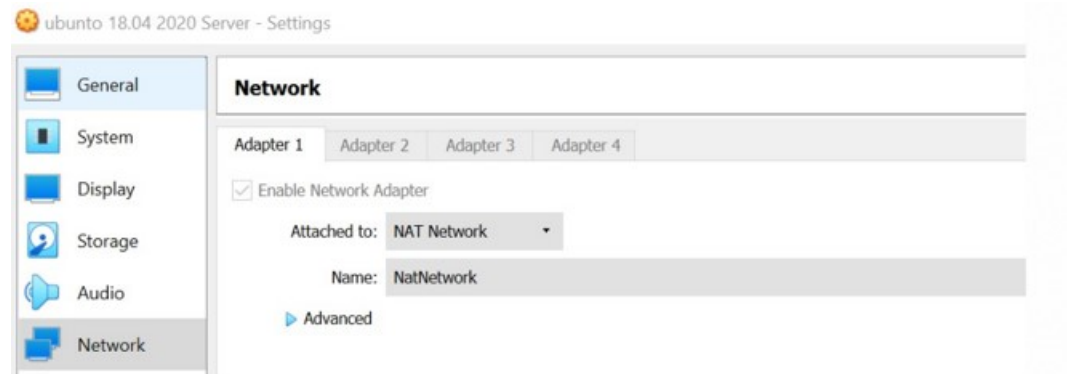 ubunto 18.04 2020 Server - Settings
General
System
Display
Storage
Audio
Network
Network
Adapter 1 Adapter 2 Adapter 3 Adapter 4
Enable Network Adapter
Attached to: NAT Network
Name: NatNetwork
Advanced